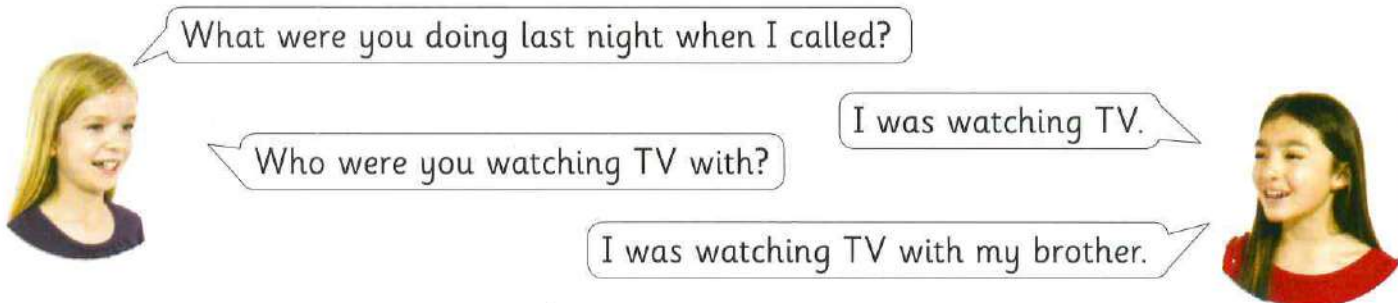 What were you doing last night when I called?
I was watching TV.
Who were you watching TV with?
I was watching TV with my brother.